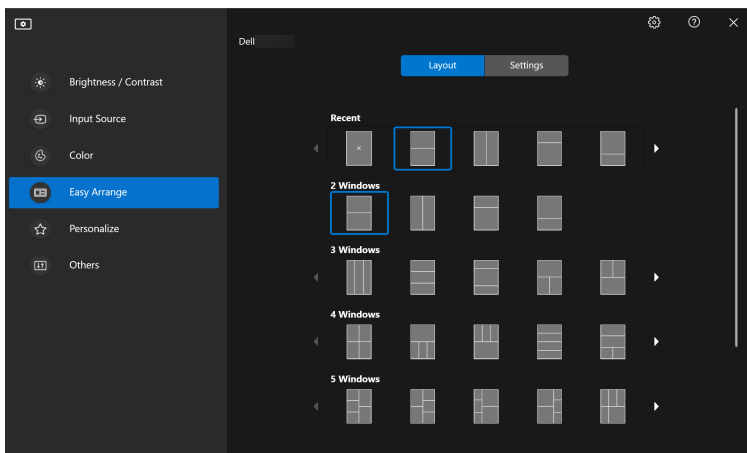 Dell
Layout
Settings
Brightness / Contrast
Input Source
Color
Easy Arrange
Personalize
Others
Recent
2 Windows
3 Windows
4 Windows
5 Windows